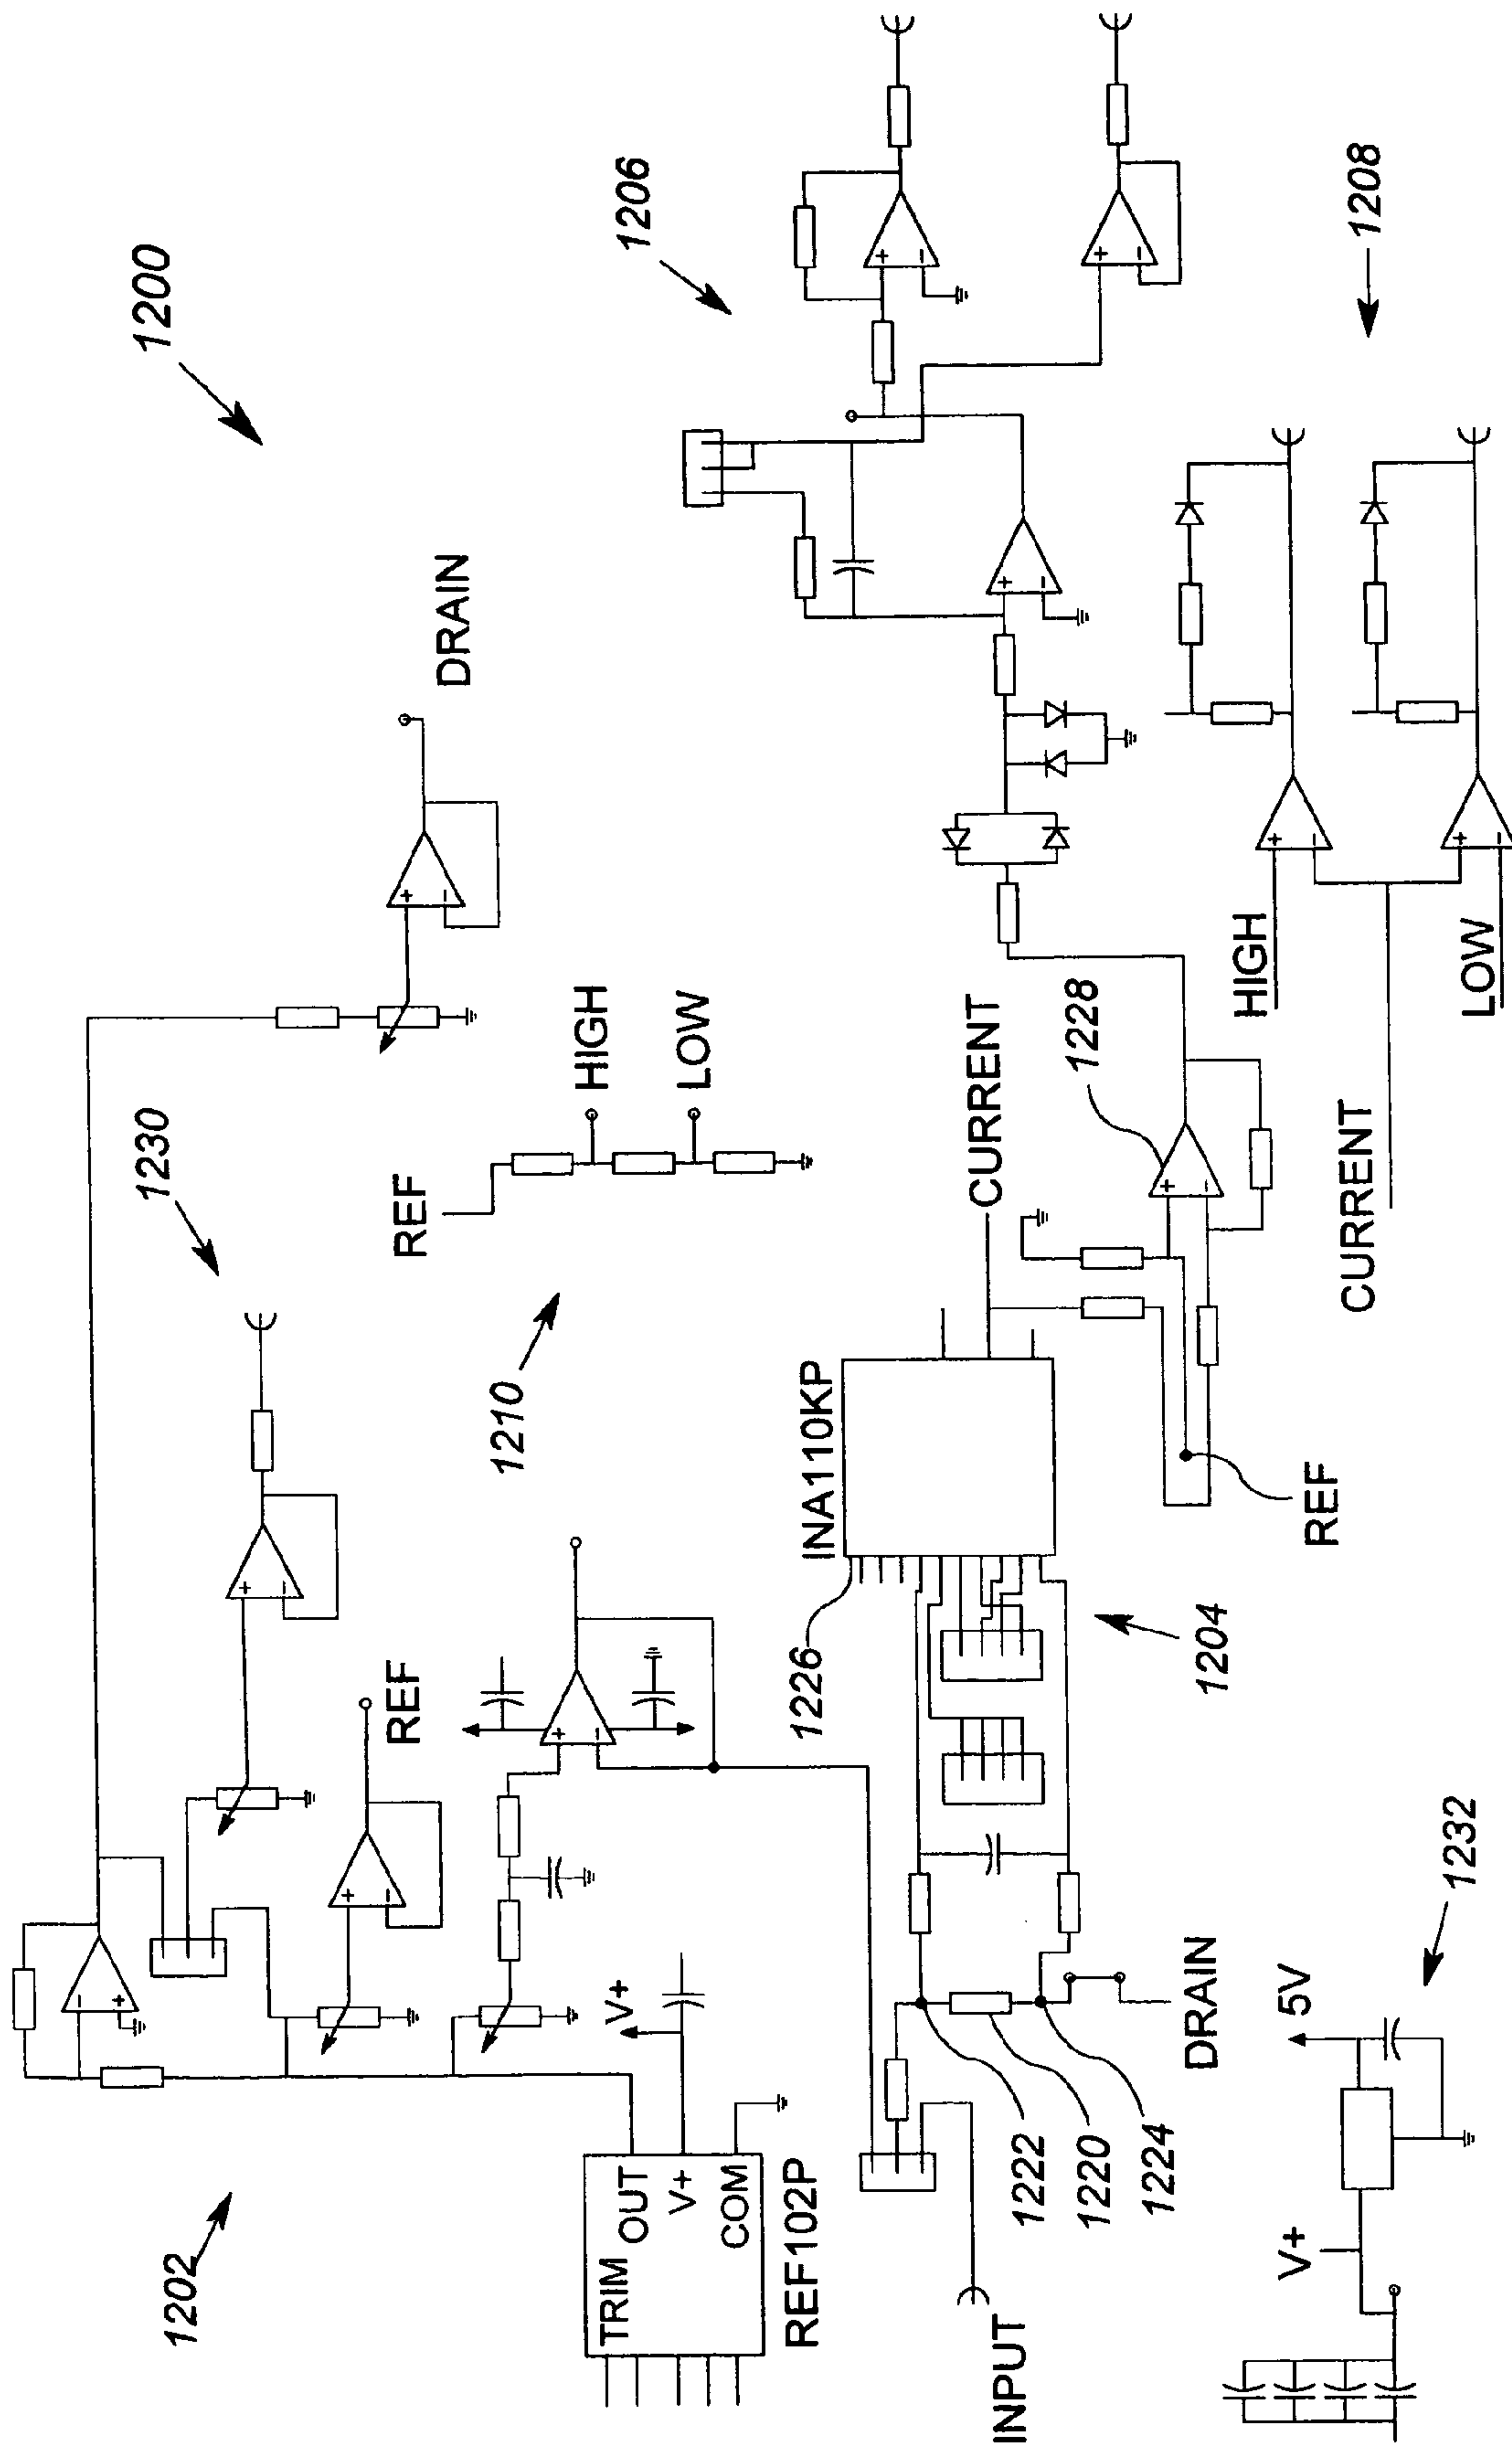 1200
1202
1230
DRAIN
REF
REF
HIGH
LOW
1210
1206
TRIM
OUT
V+
COM
V+
REF102P
1226
INA110KP
CURRENT
1228
1204
REF
INPUT
1222
1220
1224
DRAIN
HIGH
LOW
CURRENT
1208
V+
5V
1232
+
-
+
-
+
-
+
-
+
-
+
-
+
-
+
-
+
-
+
-
+
-
+
-